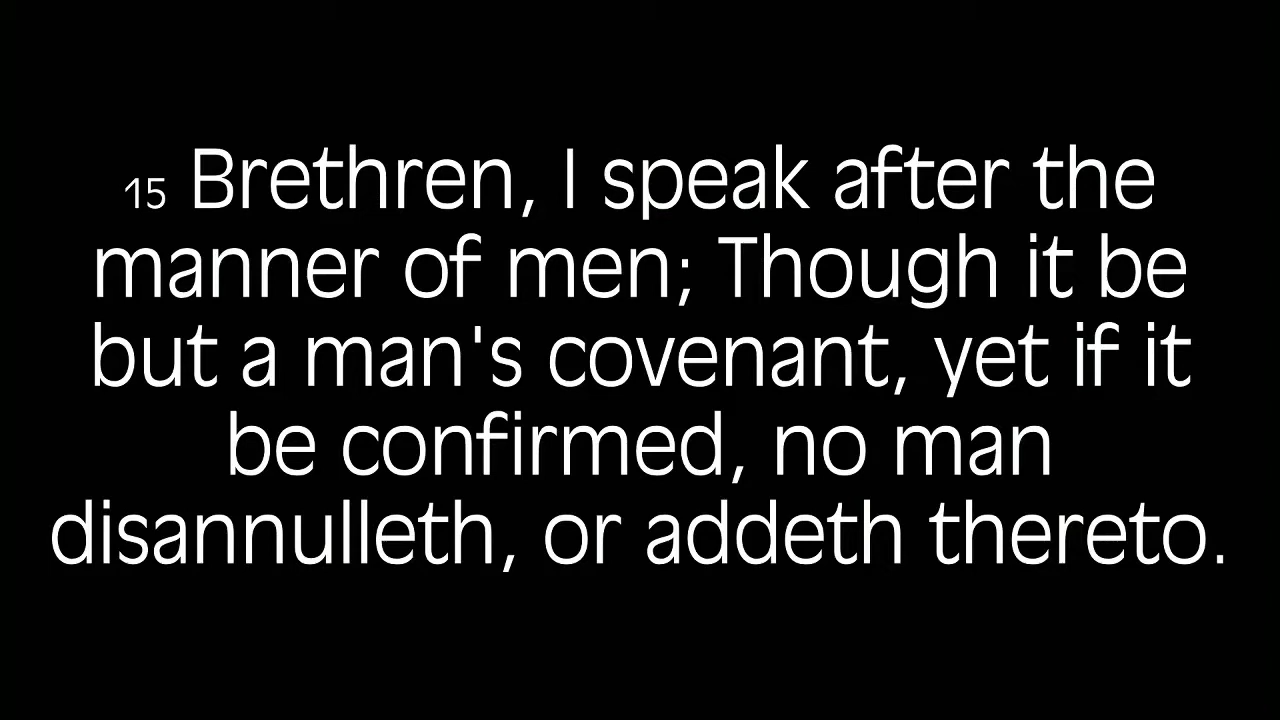 15 Brethren, I speak after the
manner of men; Though it be
but a man's covenant, yet if it
be confirmed, no man
disannulleth, or addeth thereto.